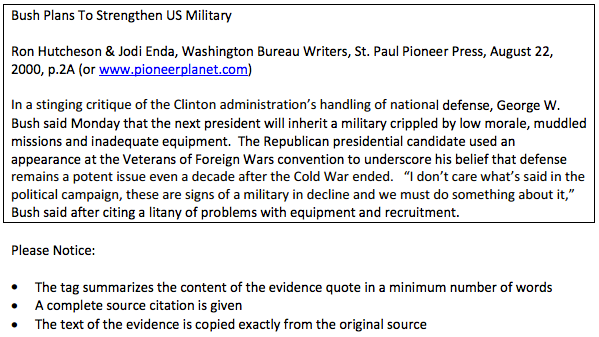 Bush Plans To Strengthen US Military
Ron Hutcheson & Jodi Enda, Washington Bureau Writers, St. Paul Pioneer Press, August 22,
2000, p.2A (or www.pioneerplanet.com)
In a stinging critique of the Clinton administration’s handling of national defense, George W.
Bush said Monday that the next president will inherit a military crippled by low morale, muddled
missions and inadequate equipment.  The Republican presidential candidate used an
appearance at the Veterans of Foreign Wars convention to underscore his belief that defense
remains a potent issue even a decade after the Cold War ended.   “I don’t care what’s said in the
political campaign, these are signs of a military in decline and we must do something about it,”
Bush said after citing a litany of problems with equipment and recruitment.
Please Notice:
• The tag summarizes the content of the evidence quote in a minimum number of words
• A complete source citation is given
• The text of the evidence is copied exactly from the original source